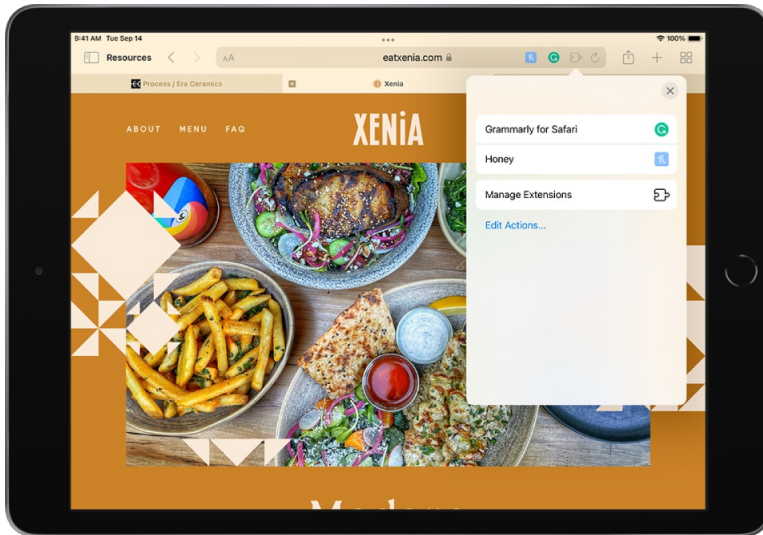 9:41 AM Tue Sep 14
100%
Resources
AA
eatxenia.com
Process / Era Ceramics
Xenia
ABOUT MENU FAQ
XENiA
Grammarly for Safari
Honey
Manage Extensions
Edit Actions...